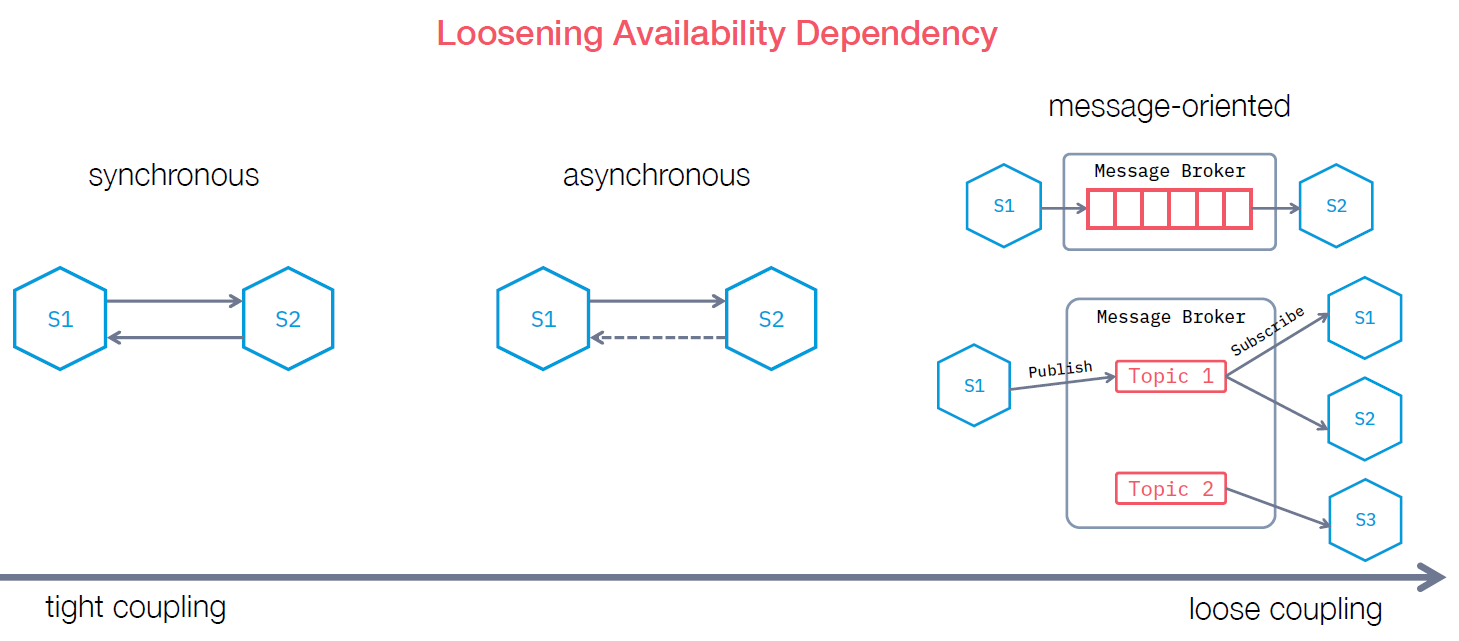 Loosening Availability Dependency
synchronous
S1
S2
asynchronous
S1
S2
message-oriented
Message Broker
S1
S2
Message Broker
S1
Publish
Topic 1
Subscribe
S1
S2
Topic 2
S3
tight coupling
loose coupling